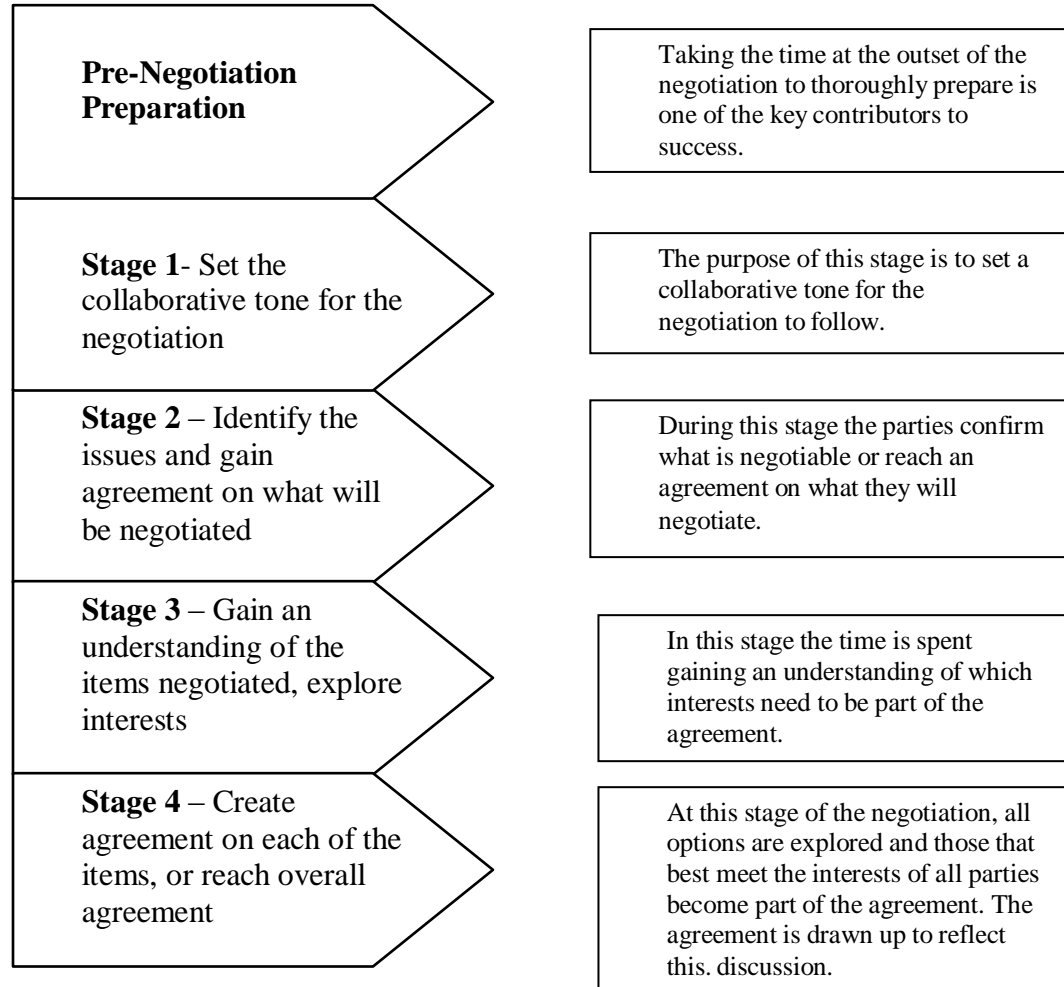 Pre-Negotiation
Preparation
Taking the time at the outset of the
negotiation to thoroughly prepare is
one of the key contributors to
success.
Stage 1- Set the
collaborative tone for the
negotiation
The purpose of this stage is to set a
collaborative tone for the
negotiation to follow.
Stage 2 – Identify the
issues and gain
agreement on what will
be negotiated
During this stage the parties confirm
what is negotiable or reach an
agreement on what they will
negotiate.
Stage 3 – Gain an
understanding of the
items negotiated, explore
interests
In this stage the time is spent
gaining an understanding of which
interests need to be part of the
agreement.
Stage 4 – Create
agreement on each of the
items, or reach overall
agreement
At this stage of the negotiation, all
options are explored and those that
best meet the interests of all parties
become part of the agreement. The
agreement is drawn up to reflect
this. discussion.